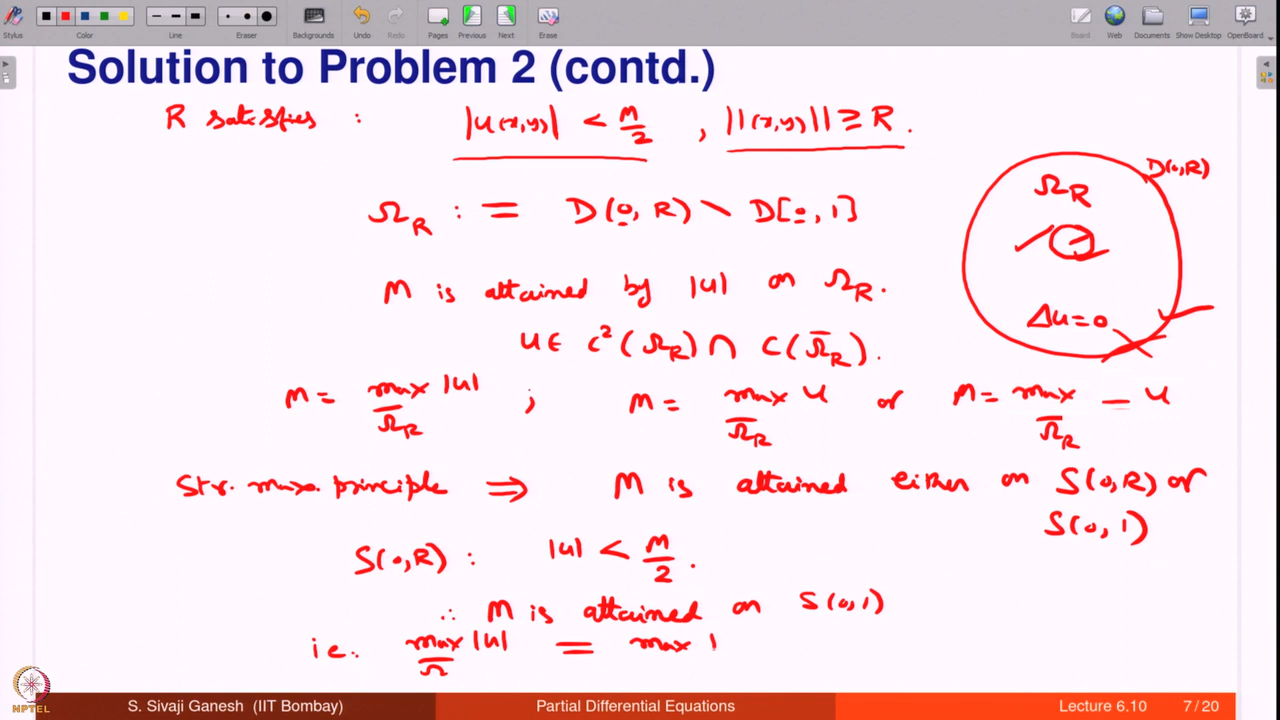 Stylus Color Line Eraser Backgrounds Undo Redo Pages Previous Next Erase Board Web Documents Show Desktop OpenBoard
Solution to Problem 2 (contd.)
R satisfies : |u(x,y)| < M/2 , ||(x,y)|| ≥ R.
D(0,R)
Ω_R
Ω_R := D(0, R) \ D[0, 1]
M is attained by |u| on Ω_R.
Δu=0
u ∈ C²(Ω_R) ∩ C(Ω̅_R).
M = max_{Ω̅_R} |u| ; M = max_{Ω̅_R} u or M = max_{Ω̅_R} − u
Str. max. principle ⇒ M is attained either on S(0,R) or
S(0, 1)
S(0,R) : |u| < M/2.
∴ M is attained on S(0,1)
i.e. max_{Ω̅} |u| = max |
NPTEL
S. Sivaji Ganesh (IIT Bombay) Partial Differential Equations Lecture 6.10 7 / 20